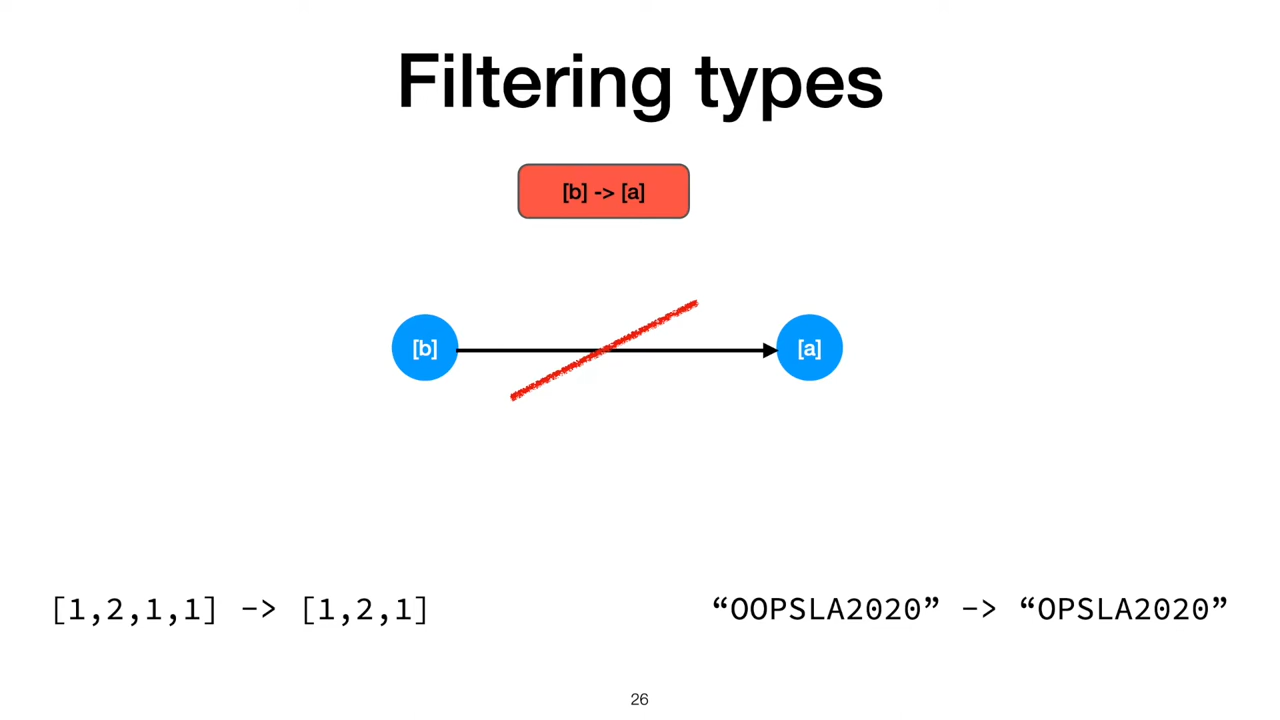 Filtering types
[b] -> [a]
[b]
[a]
[1,2,1,1] -> [1,2,1]
“OOPSLA2020” -> “OPSLA2020”
26